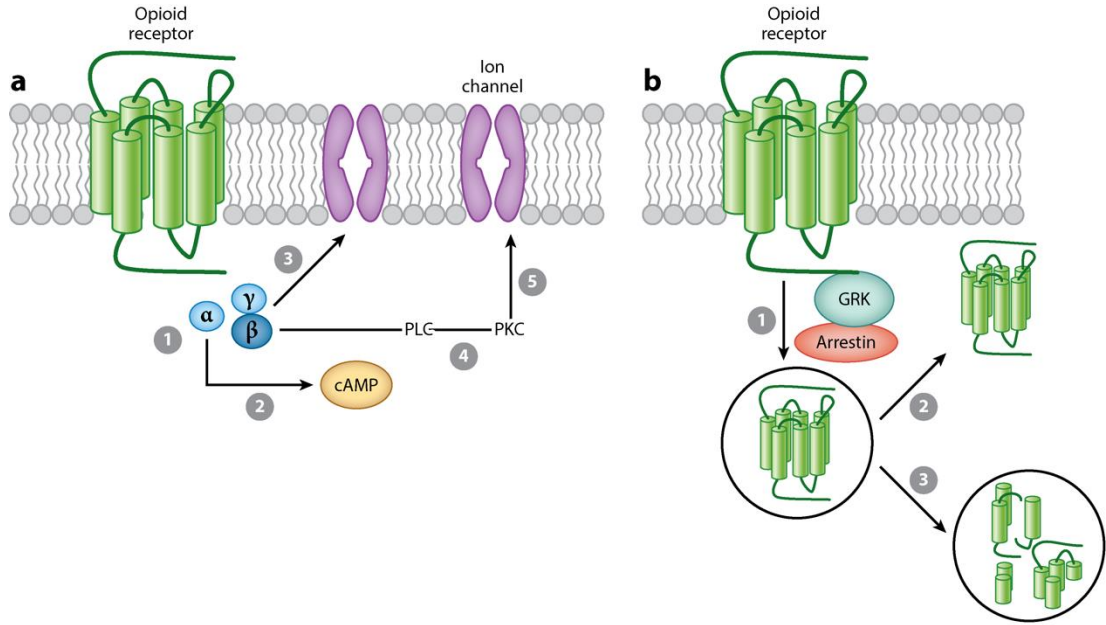 a
Opioid
receptor
Ion
channel
3
5
γ
α
β
1
PLC
PKC
4
2
cAMP
b
Opioid
receptor
1
GRK
Arrestin
2
3